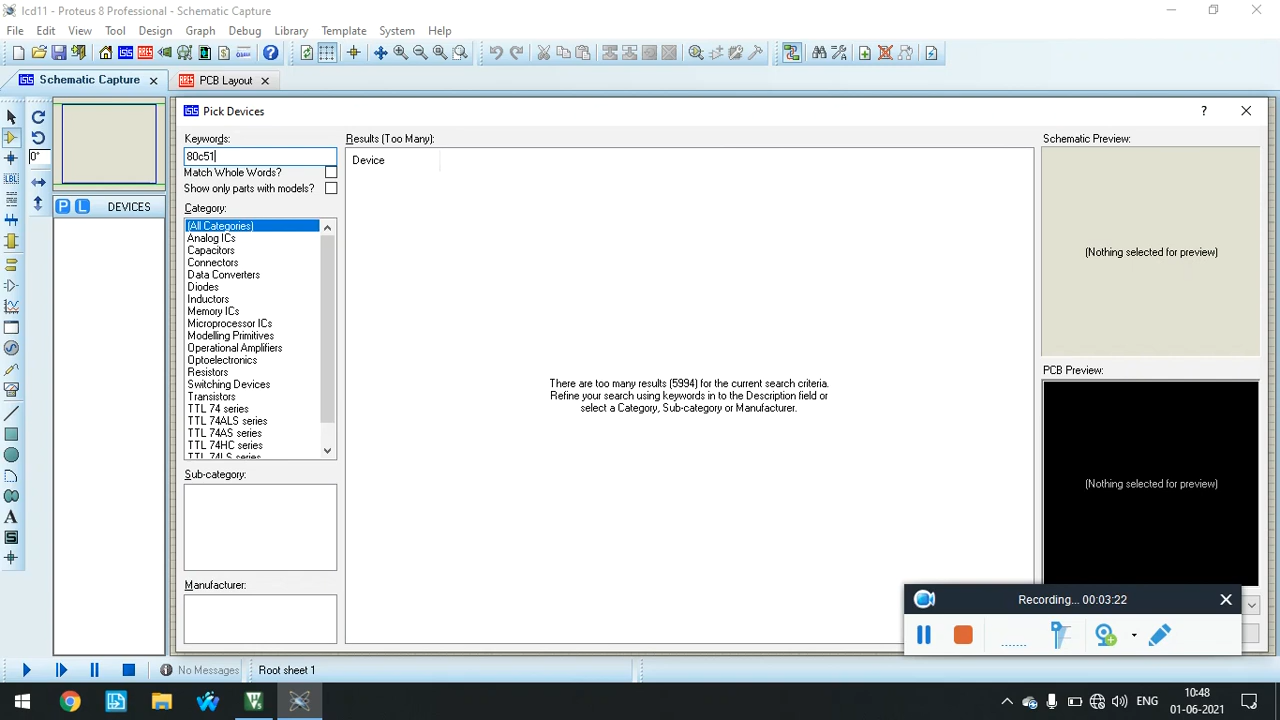 lcd11 - Proteus 8 Professional - Schematic Capture
File Edit View Tool Design Graph Debug Library Template System Help
Schematic Capture
PCB Layout
Pick Devices
Keywords:
80c51
Match Whole Words?
Show only parts with models?
Category:
(All Categories)
Analog ICs
Capacitors
Connectors
Data Converters
Diodes
Inductors
Memory ICs
Microprocessor ICs
Modelling Primitives
Operational Amplifiers
Optoelectronics
Resistors
Switching Devices
Transistors
TTL 74 series
TTL 74ALS series
TTL 74AS series
TTL 74HC series
TTL 74LS series
Sub-category:
Manufacturer:
Results (Too Many):
Device
There are too many results (5994) for the current search criteria.
Refine your search using keywords in to the Description field or
select a Category, Sub-category or Manufacturer.
Schematic Preview:
(Nothing selected for preview)
PCB Preview:
(Nothing selected for preview)
0°
LBL
P L DEVICES
A
Recording... 00:03:22
No Messages
Root sheet 1
ENG
10:48
01-06-2021